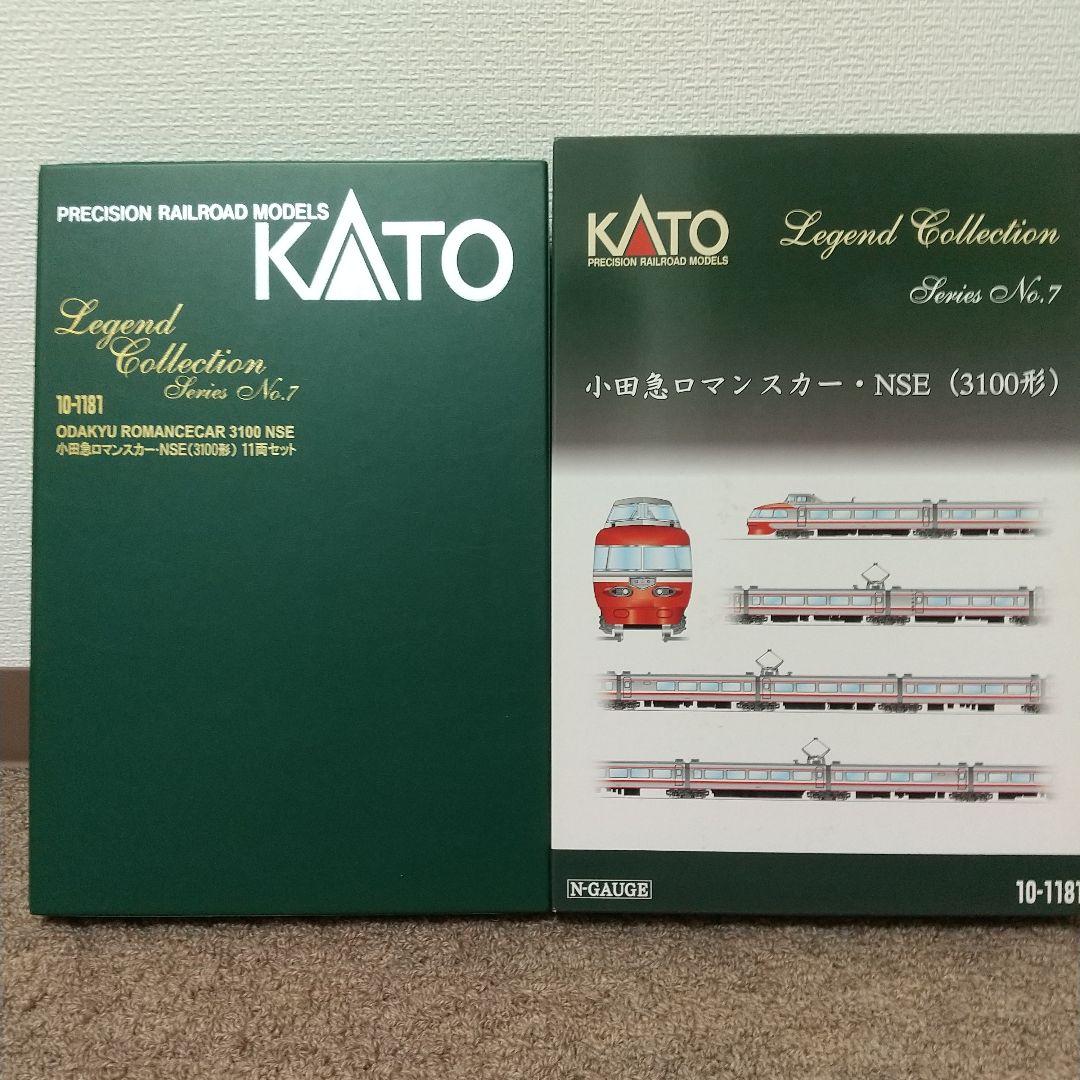 PRECISION RAILROAD MODELS
KATO
Legend
Collection
Series No.7
10-1181
ODAKYU ROMANCECAR 3100 NSE
小田急ロマンスカー・NSE(3100形) 11両セット
KATO
PRECISION RAILROAD MODELS
Legend Collection
Series No.7
小田急ロマンスカー・NSE(3100形)
N-GAUGE
10-1181